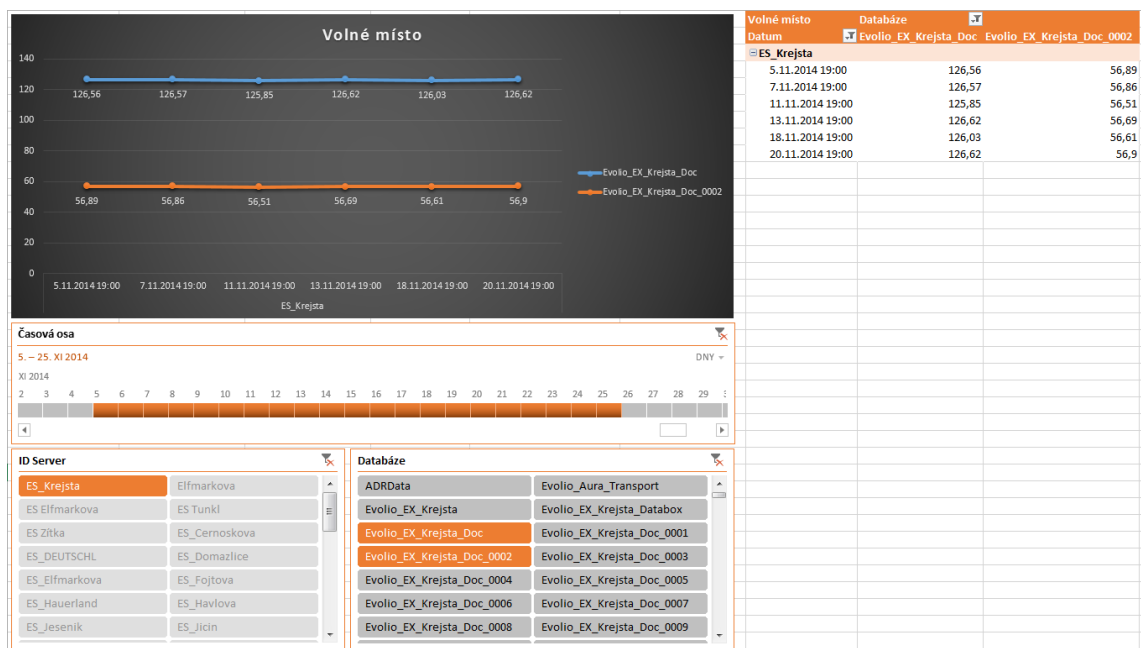 Volné místo
140
120
100
80
60
40
20
0
126,56 126,57 125,85 126,62 126,03 126,62
56,89 56,86 56,51 56,69 56,61 56,9
5.11.2014 19:00 7.11.2014 19:00 11.11.2014 19:00 13.11.2014 19:00 18.11.2014 19:00 20.11.2014 19:00
ES_Krejsta
Evolio_EX_Krejsta_Doc
Evolio_EX_Krejsta_Doc_0002
Volné místo Databáze
Datum Evolio_EX_Krejsta_Doc Evolio_EX_Krejsta_Doc_0002
ES_Krejsta
5.11.2014 19:00 126,56 56,89
7.11.2014 19:00 126,57 56,86
11.11.2014 19:00 125,85 56,51
13.11.2014 19:00 126,62 56,69
18.11.2014 19:00 126,03 56,61
20.11.2014 19:00 126,62 56,9
Časová osa
5. – 25. XI 2014 DNY
XI 2014
2 3 4 5 6 7 8 9 10 11 12 13 14 15 16 17 18 19 20 21 22 23 24 25 26 27 28 29
ID Server
ES_Krejsta Elfmarkova
ES Elfmarkova ES Tunkl
ES Zítka ES_Cernoskova
ES_DEUTSCHL ES_Domazlice
ES_Elfmarkova ES_Fojtova
ES_Hauerland ES_Havlova
ES_Jesenik ES_Jicin
Databáze
ADRData Evolio_Aura_Transport
Evolio_EX_Krejsta Evolio_EX_Krejsta_Databox
Evolio_EX_Krejsta_Doc Evolio_EX_Krejsta_Doc_0001
Evolio_EX_Krejsta_Doc_0002 Evolio_EX_Krejsta_Doc_0003
Evolio_EX_Krejsta_Doc_0004 Evolio_EX_Krejsta_Doc_0005
Evolio_EX_Krejsta_Doc_0006 Evolio_EX_Krejsta_Doc_0007
Evolio_EX_Krejsta_Doc_0008 Evolio_EX_Krejsta_Doc_0009